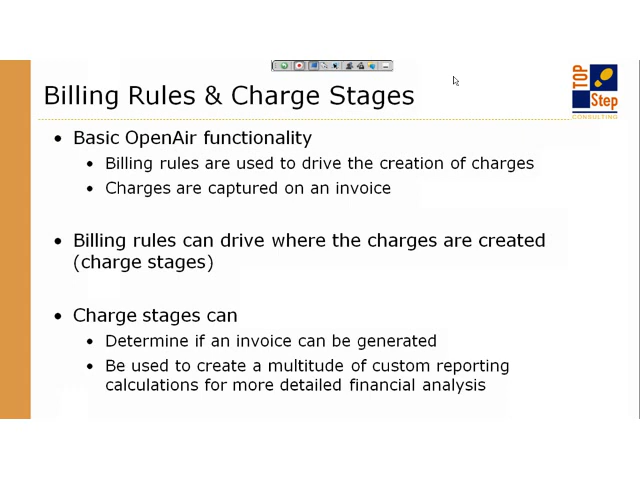 Billing Rules & Charge Stages
TOP
Step
CONSULTING
• Basic OpenAir functionality
• Billing rules are used to drive the creation of charges
• Charges are captured on an invoice
• Billing rules can drive where the charges are created
(charge stages)
• Charge stages can
• Determine if an invoice can be generated
• Be used to create a multitude of custom reporting
calculations for more detailed financial analysis